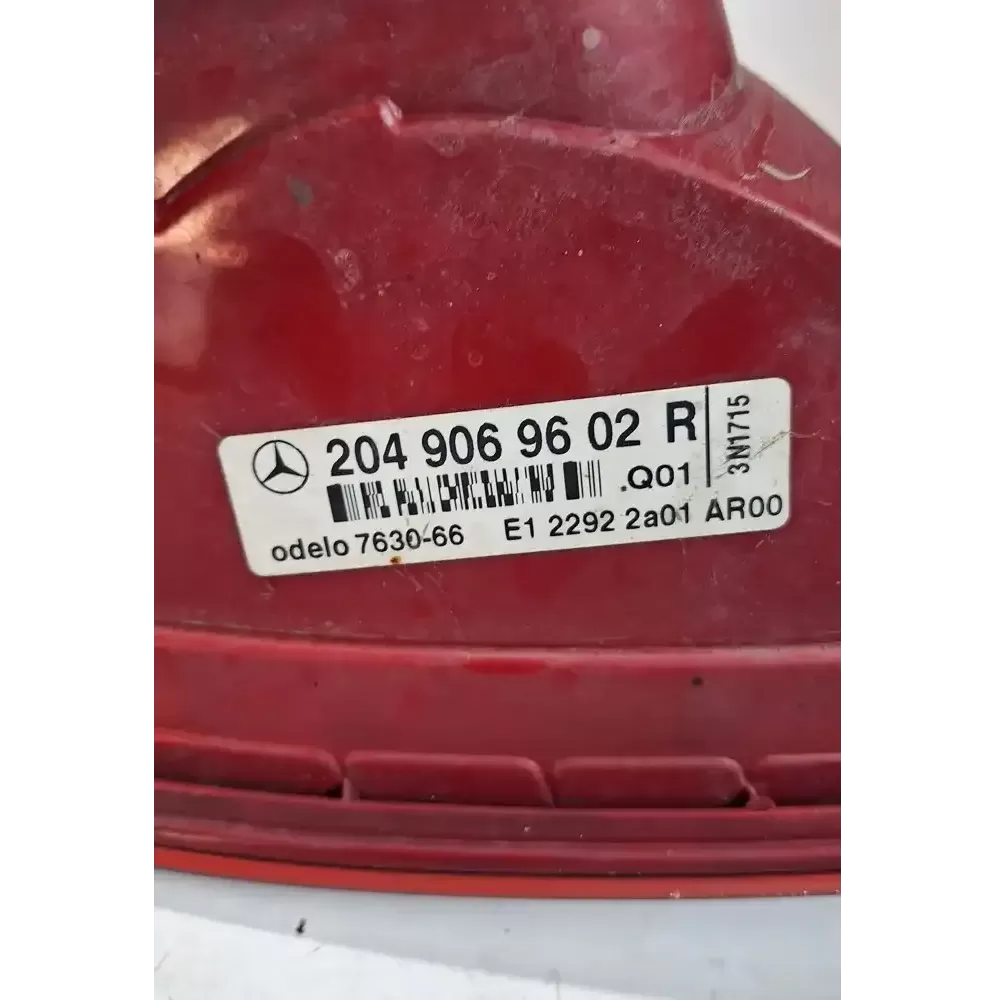 204 906 96 02 R
.Q01
3N1715
odelo 7630-66 E1 2292 2a01 AR00